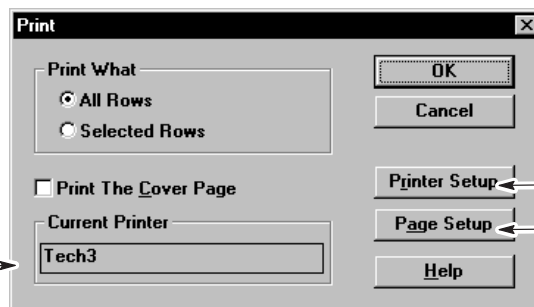 Print
Print What
All Rows
Selected Rows
Print The Cover Page
Current Printer
Tech3
OK
Cancel
Printer Setup
Page Setup
Help